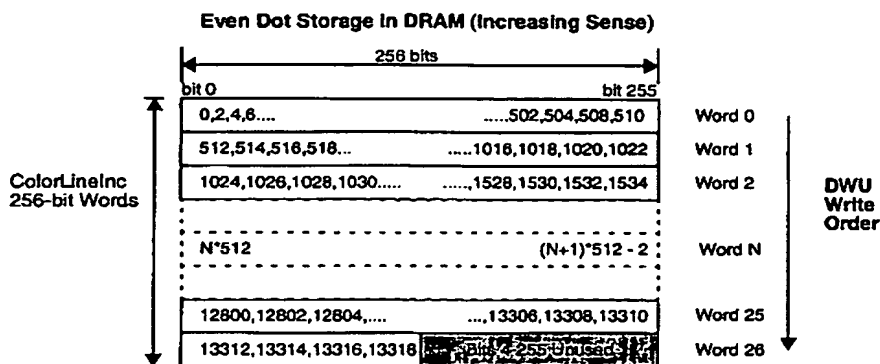 Even Dot Storage in DRAM (Increasing Sense)
256 bits
bit 0 bit 255
0,2,4,6.... .....502,504,508,510 Word 0
512,514,516,518... .....1016,1018,1020,1022 Word 1
1024,1026,1028,1030..... .....,1528,1530,1532,1534 Word 2
ColorLineInc
256-bit Words
DWU
Write
Order
N*512 (N+1)*512 - 2 Word N
12800,12802,12804,.... ...,13306,13308,13310 Word 25
13312,13314,13316,13318 4-255 Unused Word 26